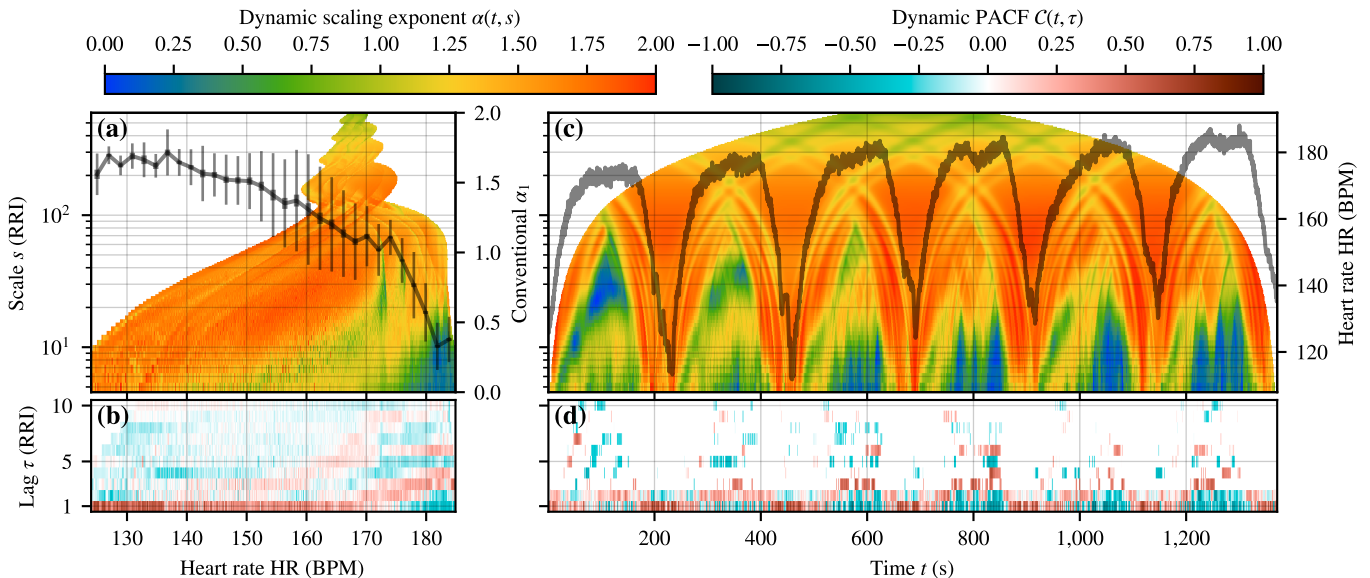 Dynamic scaling exponent α(t, s)
Dynamic PACF C(t, τ)
0.00 0.25 0.50 0.75 1.00 1.25 1.50 1.75 2.00
−1.00 −0.75 −0.50 −0.25 0.00 0.25 0.50 0.75 1.00
(a)
Scale s (RRI)
10² 10¹
Conventional α₁
2.0 1.5 1.0 0.5 0.0
(c)
Heart rate HR (BPM)
180 160 140 120
(b)
Lag τ (RRI)
10 5 1
(d)
130 140 150 160 170 180
Heart rate HR (BPM)
200 400 600 800 1,000 1,200
Time t (s)